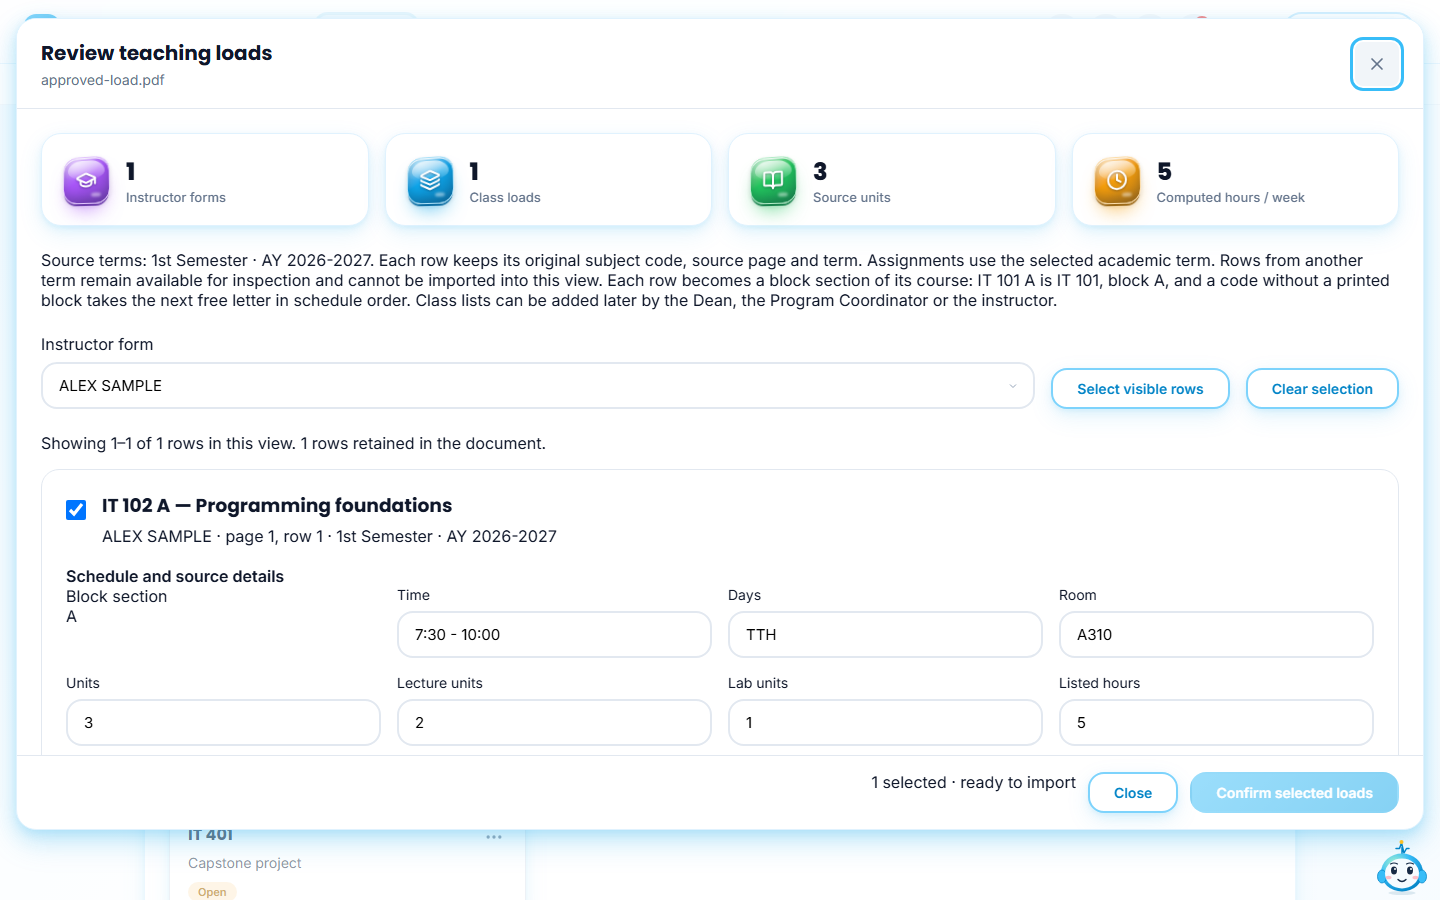 Review teaching loads
approved-load.pdf
1
Instructor forms
1
Class loads
3
Source units
5
Computed hours / week
Source terms: 1st Semester · AY 2026-2027. Each row keeps its original subject code, source page and term. Assignments use the selected academic term. Rows from another
term remain available for inspection and cannot be imported into this view. Each row becomes a block section of its course: IT 101 A is IT 101, block A, and a code without a printed
block takes the next free letter in schedule order. Class lists can be added later by the Dean, the Program Coordinator or the instructor.
Instructor form
ALEX SAMPLE
Select visible rows
Clear selection
Showing 1–1 of 1 rows in this view. 1 rows retained in the document.
IT 102 A — Programming foundations
ALEX SAMPLE · page 1, row 1 · 1st Semester · AY 2026-2027
Schedule and source details
Block section
A
Time
7:30 - 10:00
Days
TTH
Room
A310
Units
3
Lecture units
2
Lab units
1
Listed hours
5
1 selected · ready to import
Close
Confirm selected loads
IT 401
Capstone project
Open